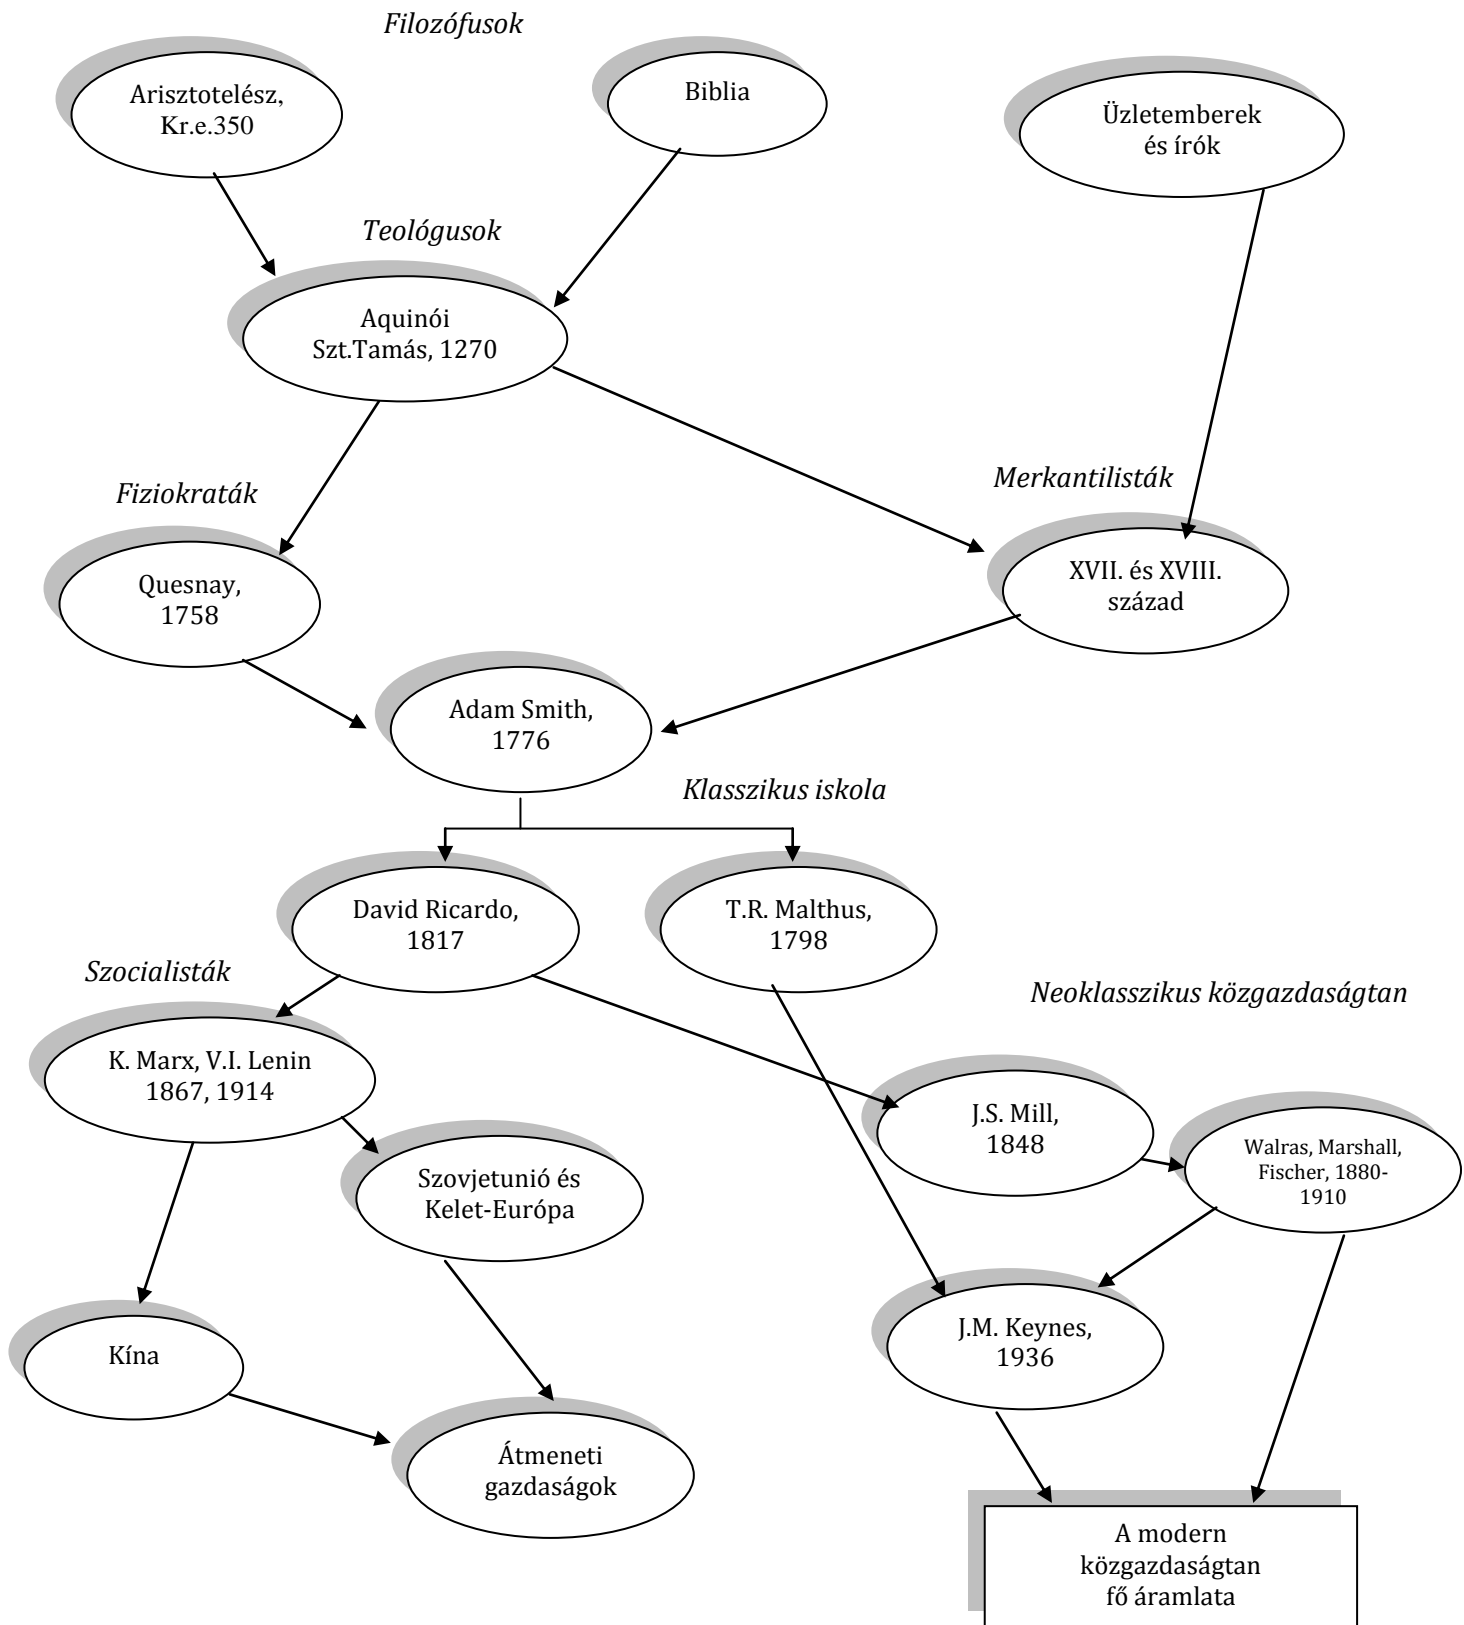 Filozófusok
Arisztotelész,
Kr.e.350
Biblia
Üzletemberek
és írók
Teológusok
Aquinói
Szt.Tamás, 1270
Fiziokraták
Merkantilisták
Quesnay,
1758
XVII. és XVIII.
század
Adam Smith,
1776
Klasszikus iskola
David Ricardo,
1817
T.R. Malthus,
1798
Szocialisták
Neoklasszikus közgazdaságtan
K. Marx, V.I. Lenin
1867, 1914
J.S. Mill,
1848
Walras, Marshall,
Fischer, 1880-
1910
Szovjetunió és
Kelet-Európa
Kína
J.M. Keynes,
1936
Átmeneti
gazdaságok
A modern
közgazdaságtan
fő áramlata